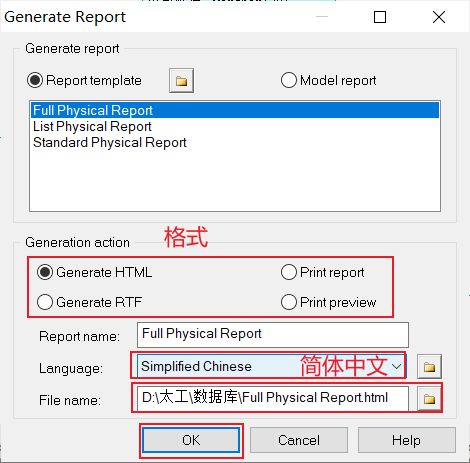 Generate Report
Generate report
Report template
Model report
Full Physical Report
List Physical Report
Standard Physical Report
格式
Generation action
Generate HTML
Print report
Generate RTF
Print preview
Report name: Full Physical Report
Language: Simplified Chinese 简体中文
File name: D:\太工\数据库\Full Physical Report.html
OK Cancel Help